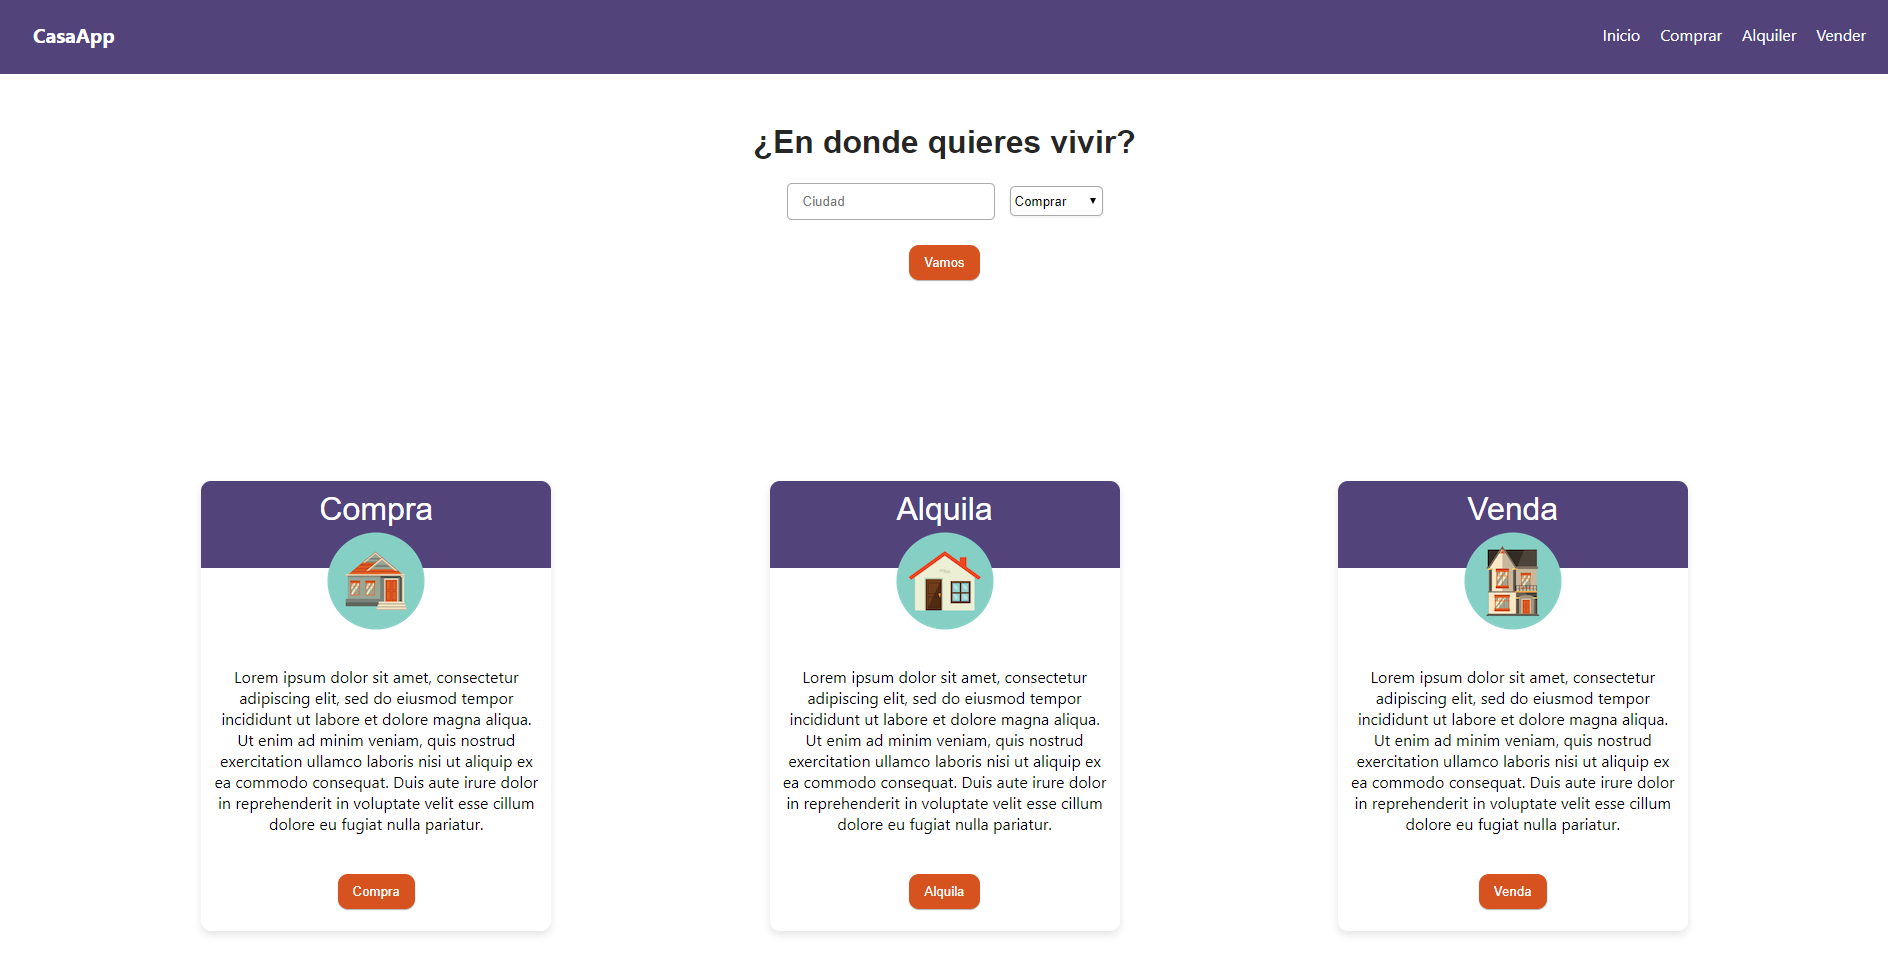 CasaApp
Inicio Comprar Alquiler Vender
¿En donde quieres vivir?
Ciudad
Comprar
Vamos
Compra
Lorem ipsum dolor sit amet, consectetur
adipiscing elit, sed do eiusmod tempor
incididunt ut labore et dolore magna aliqua.
Ut enim ad minim veniam, quis nostrud
exercitation ullamco laboris nisi ut aliquip ex
ea commodo consequat. Duis aute irure dolor
in reprehenderit in voluptate velit esse cillum
dolore eu fugiat nulla pariatur.
Compra
Alquila
Lorem ipsum dolor sit amet, consectetur
adipiscing elit, sed do eiusmod tempor
incididunt ut labore et dolore magna aliqua.
Ut enim ad minim veniam, quis nostrud
exercitation ullamco laboris nisi ut aliquip ex
ea commodo consequat. Duis aute irure dolor
in reprehenderit in voluptate velit esse cillum
dolore eu fugiat nulla pariatur.
Alquila
Venda
Lorem ipsum dolor sit amet, consectetur
adipiscing elit, sed do eiusmod tempor
incididunt ut labore et dolore magna aliqua.
Ut enim ad minim veniam, quis nostrud
exercitation ullamco laboris nisi ut aliquip ex
ea commodo consequat. Duis aute irure dolor
in reprehenderit in voluptate velit esse cillum
dolore eu fugiat nulla pariatur.
Venda